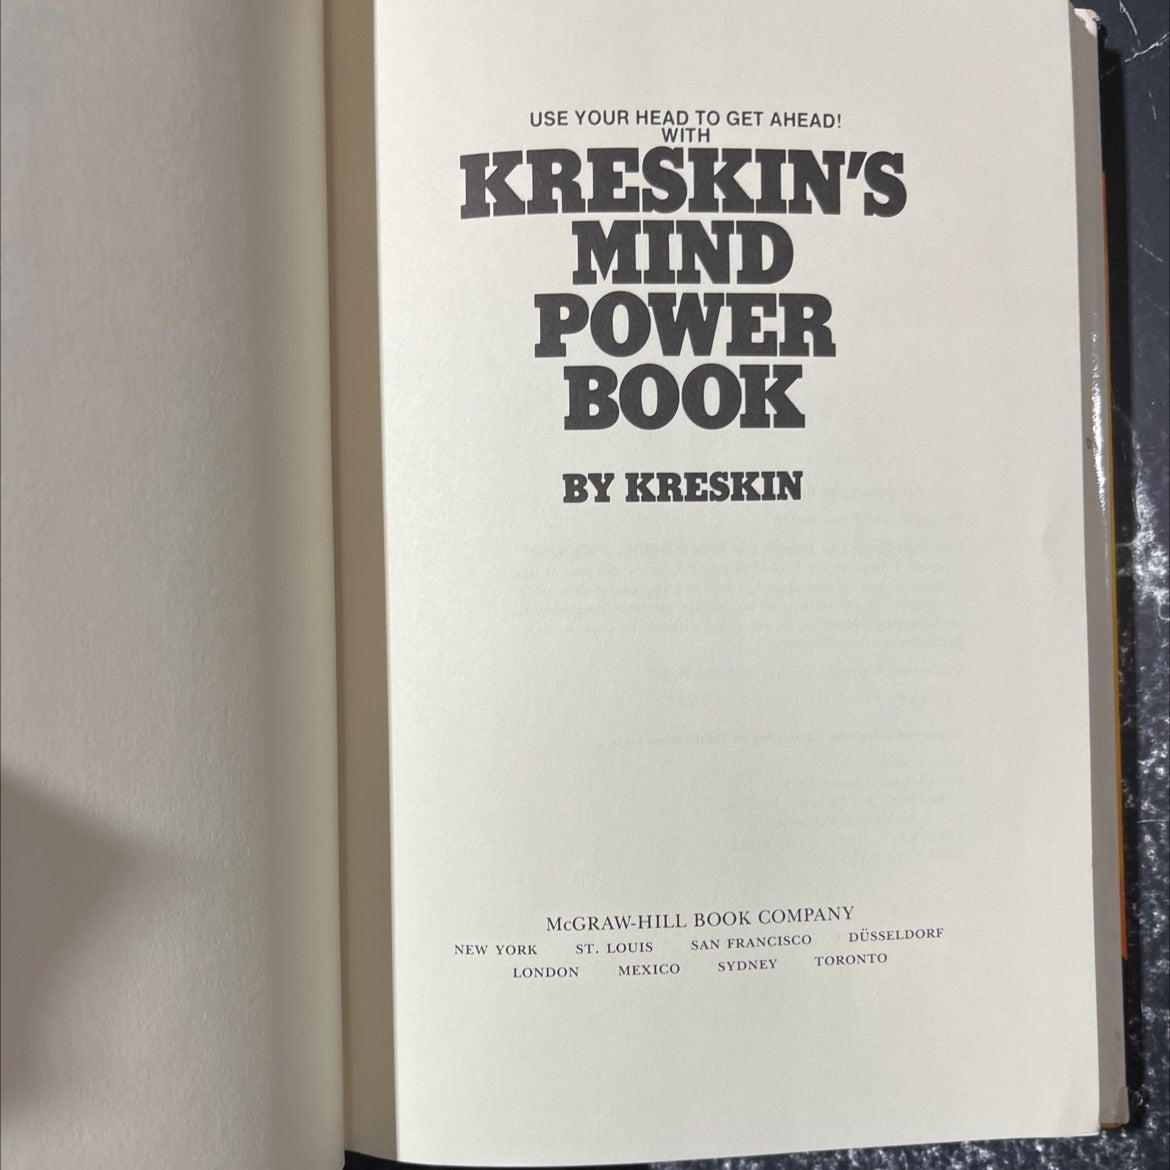 USE YOUR HEAD TO GET AHEAD!
WITH
KRESKIN'S
MIND
POWER
BOOK
BY KRESKIN
McGRAW-HILL BOOK COMPANY
NEW YORK ST. LOUIS SAN FRANCISCO DÜSSELDORF
LONDON MEXICO SYDNEY TORONTO